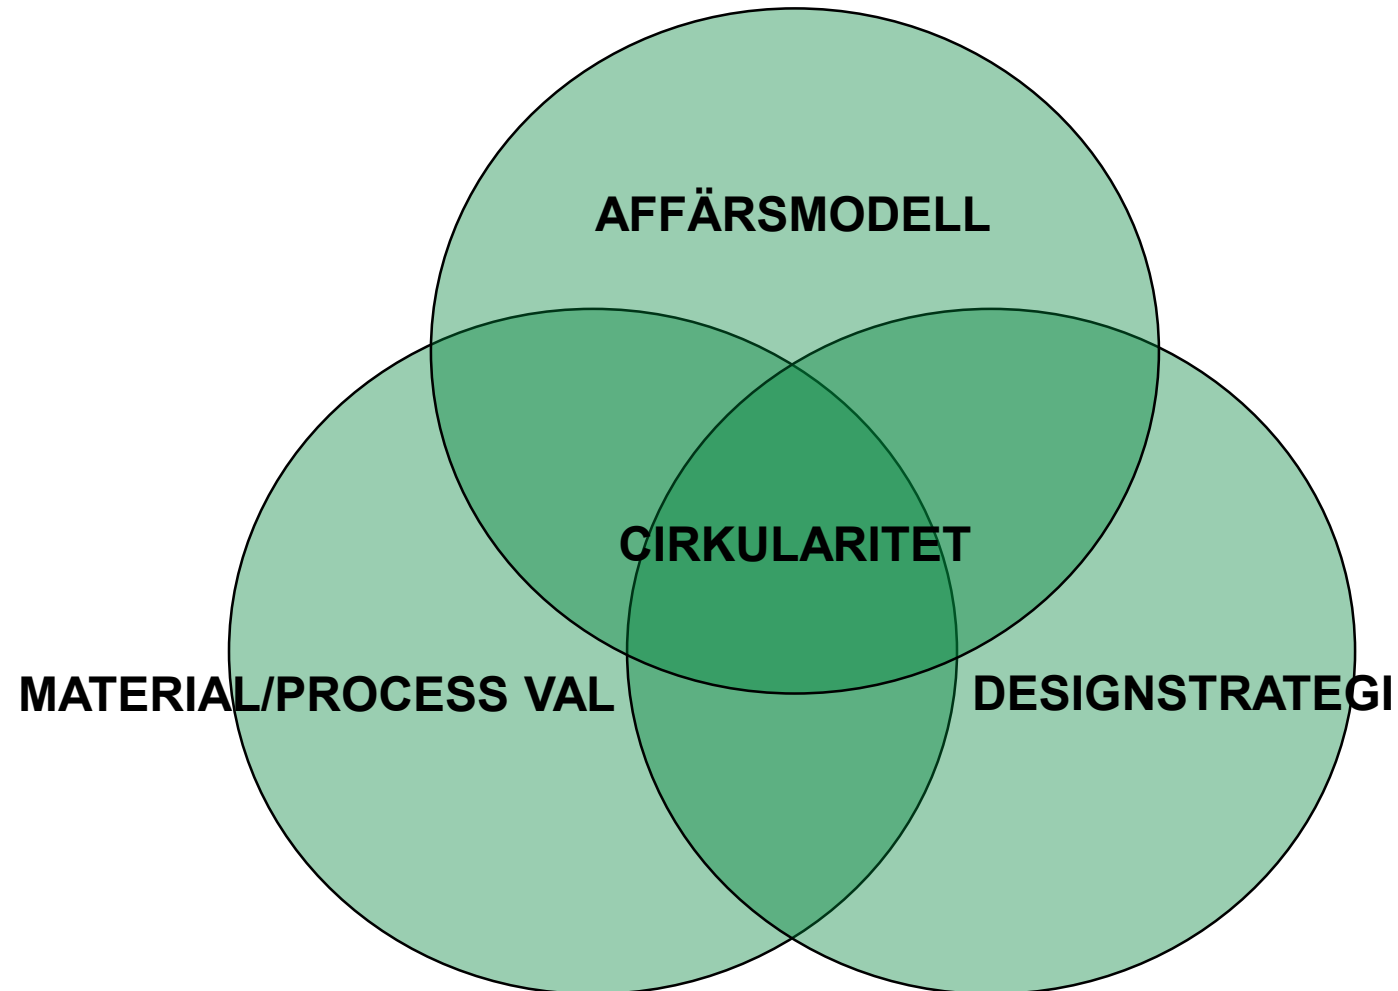 AFFÄRSMODELL
CIRKULARITET
MATERIAL/PROCESS VAL
DESIGNSTRATEGI